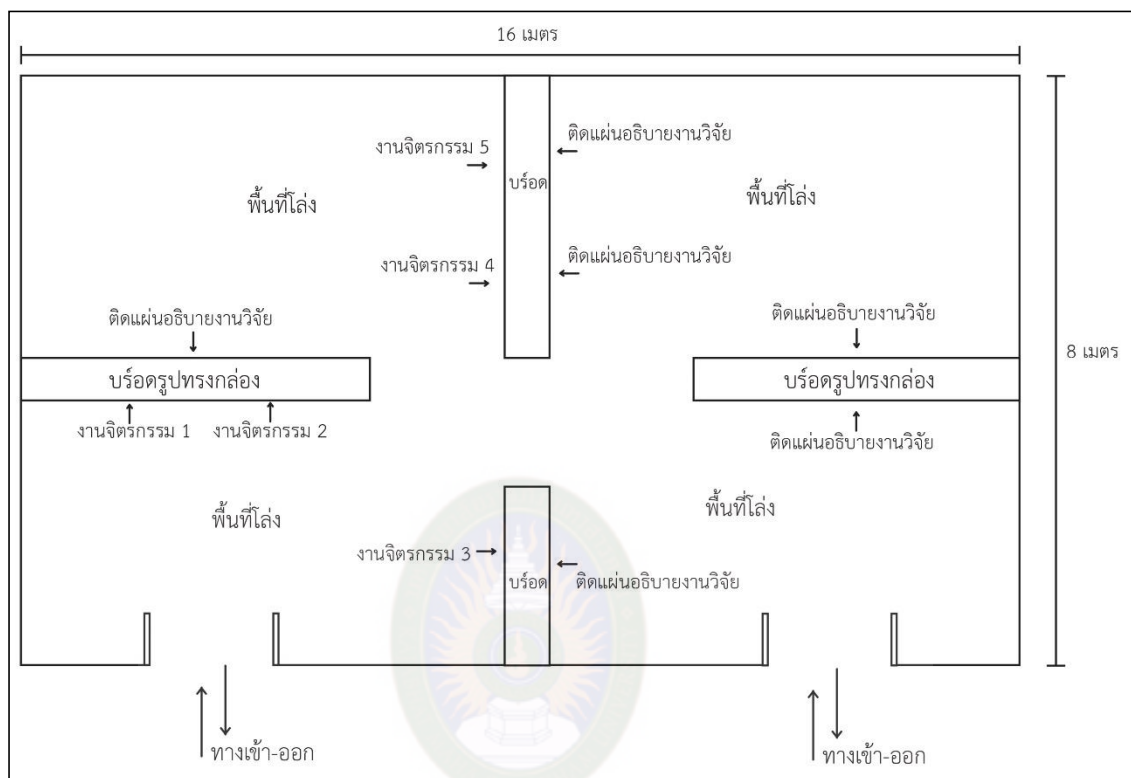 16 เมตร
ติดแผ่นอธิบายงานวิจัย
งานจิตรกรรม 5
บร์อด
พื้นที่โล่ง
พื้นที่โล่ง
ติดแผ่นอธิบายงานวิจัย
งานจิตรกรรม 4
ติดแผ่นอธิบายงานวิจัย
ติดแผ่นอธิบายงานวิจัย
8 เมตร
บร์อดรูปทรงกล่อง
บร์อดรูปทรงกล่อง
งานจิตรกรรม 1
งานจิตรกรรม 2
ติดแผ่นอธิบายงานวิจัย
พื้นที่โล่ง
พื้นที่โล่ง
งานจิตรกรรม 3
บร์อด
ติดแผ่นอธิบายงานวิจัย
ทางเข้า-ออก
ทางเข้า-ออก